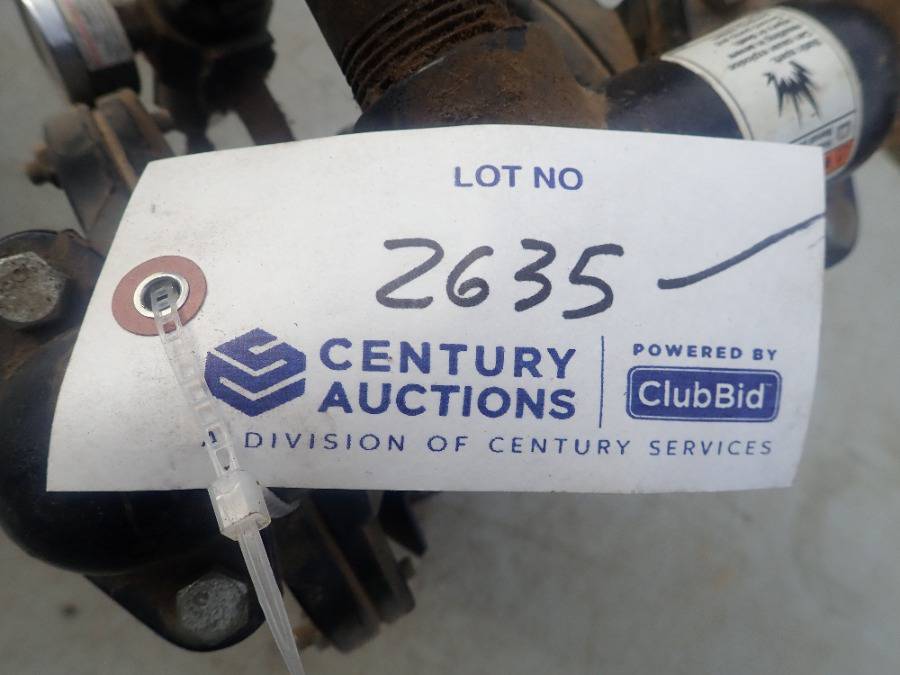 LOT NO
2635
CENTURY AUCTIONS
POWERED BY
ClubBid
A DIVISION OF CENTURY SERVICES